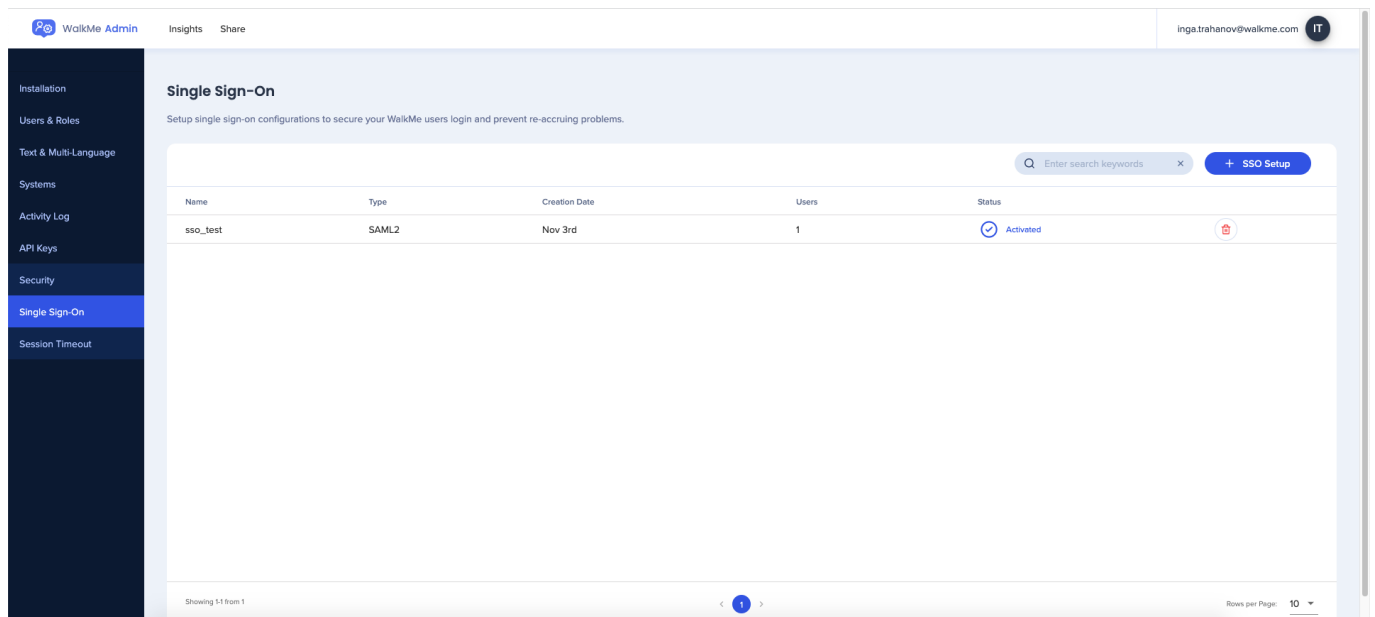 WalkMe Admin
Insights
Share
inga.trahanov@walkme.com
IT
Installation
Users & Roles
Text & Multi-Language
Systems
Activity Log
API Keys
Security
Single Sign-On
Session Timeout
Single Sign-On
Setup single sign-on configurations to secure your WalkMe users login and prevent re-accruing problems.
Enter search keywords
+ SSO Setup
Name Type Creation Date Users Status
sso_test SAML2 Nov 3rd 1 Activated
Showing 1-1 from 1
1
Rows per Page: 10